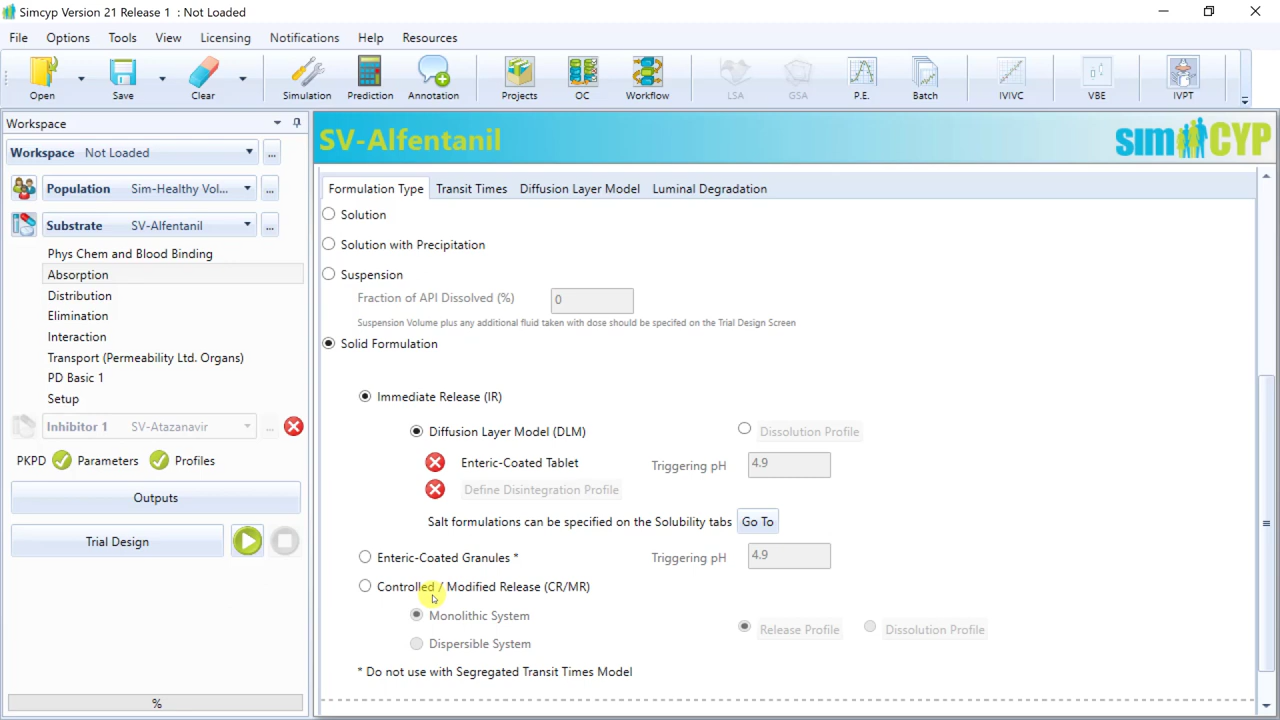 Simcyp Version 21 Release 1 : Not Loaded
File Options Tools View Licensing Notifications Help Resources
Open Save Clear Simulation Prediction Annotation Projects OC Workflow LSA GSA P.E. Batch IVIVC VBE IVPT
Workspace
Workspace Not Loaded ...
Population Sim-Healthy Vol... ...
Substrate SV-Alfentanil ...
Phys Chem and Blood Binding
Absorption
Distribution
Elimination
Interaction
Transport (Permeability Ltd. Organs)
PD Basic 1
Setup
Inhibitor 1 SV-Atazanavir ...
PKPD Parameters Profiles
Outputs
Trial Design
%
SV-Alfentanil
simCYP
Formulation Type Transit Times Diffusion Layer Model Luminal Degradation
Solution
Solution with Precipitation
Suspension
Fraction of API Dissolved (%) 0
Suspension Volume plus any additional fluid taken with dose should be specifed on the Trial Design Screen
Solid Formulation
Immediate Release (IR)
Diffusion Layer Model (DLM) Dissolution Profile
Enteric-Coated Tablet Triggering pH 4.9
Define Disintegration Profile
Salt formulations can be specified on the Solubility tabs Go To
Enteric-Coated Granules * Triggering pH 4.9
Controlled / Modified Release (CR/MR)
Monolithic System Release Profile Dissolution Profile
Dispersible System
* Do not use with Segregated Transit Times Model